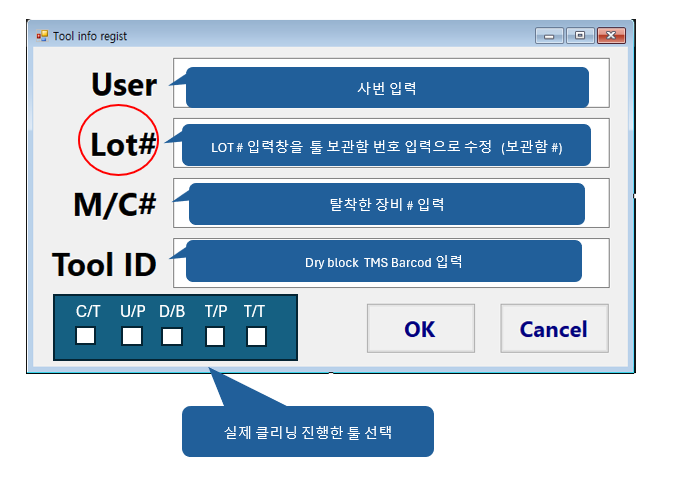 Tool info regist
User
사번 입력
Lot#
LOT # 입력창을 툴 보관함 번호 입력으로 수정 (보관함 #)
M/C#
탈착한 장비 # 입력
Tool ID
Dry block TMS Barcod 입력
C/T U/P D/B T/P T/T
OK
Cancel
실제 클리닝 진행한 툴 선택